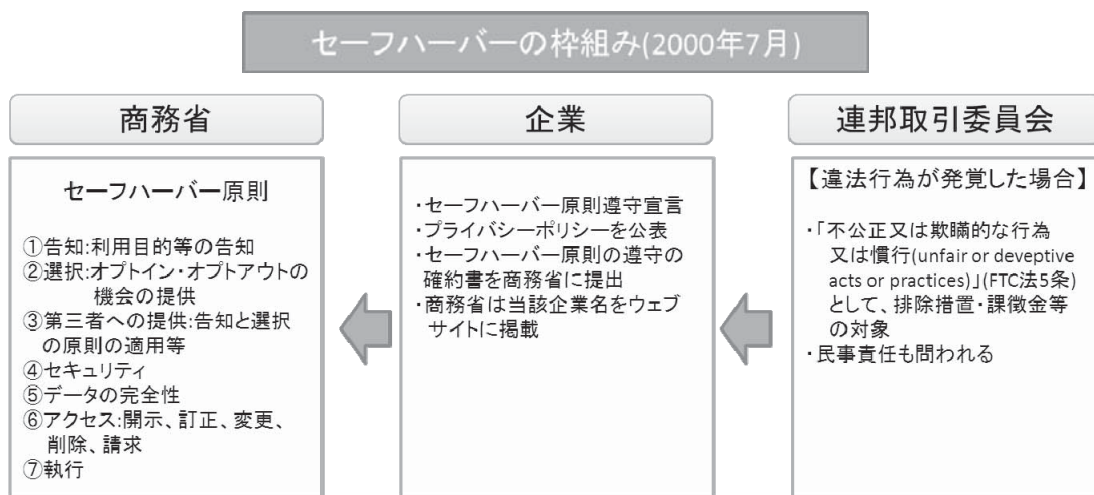 セーフハーバーの枠組み(2000年7月)
商務省
セーフハーバー原則
①告知:利用目的等の告知
②選択:オプトイン・オプトアウトの
機会の提供
③第三者への提供:告知と選択
の原則の適用等
④セキュリティ
⑤データの完全性
⑥アクセス:開示、訂正、変更、
削除、請求
⑦執行
企業
・セーフハーバー原則遵守宣言
・プライバシーポリシーを公表
・セーフハーバー原則の遵守の
確約書を商務省に提出
・商務省は当該企業名をウェブ
サイトに掲載
連邦取引委員会
【違法行為が発覚した場合】
・「不公正又は欺瞞的な行為
又は慣行(unfair or deveptive
acts or practices)」(FTC法5条)
として、排除措置・課徴金等
の対象
・民事責任も問われる